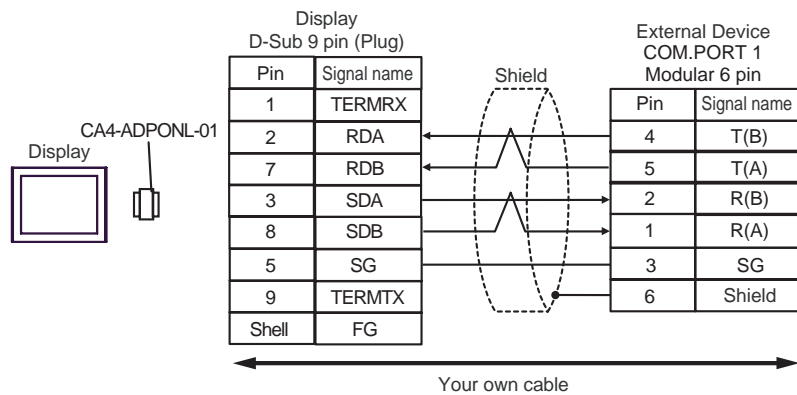 Display
D-Sub 9 pin (Plug)
External Device
COM.PORT 1
Modular 6 pin
Shield
CA4-ADPONL-01
Display
Pin Signal name
1 TERMRX
2 RDA
7 RDB
3 SDA
8 SDB
5 SG
9 TERMTX
Shell FG
Pin Signal name
4 T(B)
5 T(A)
2 R(B)
1 R(A)
3 SG
6 Shield
Your own cable